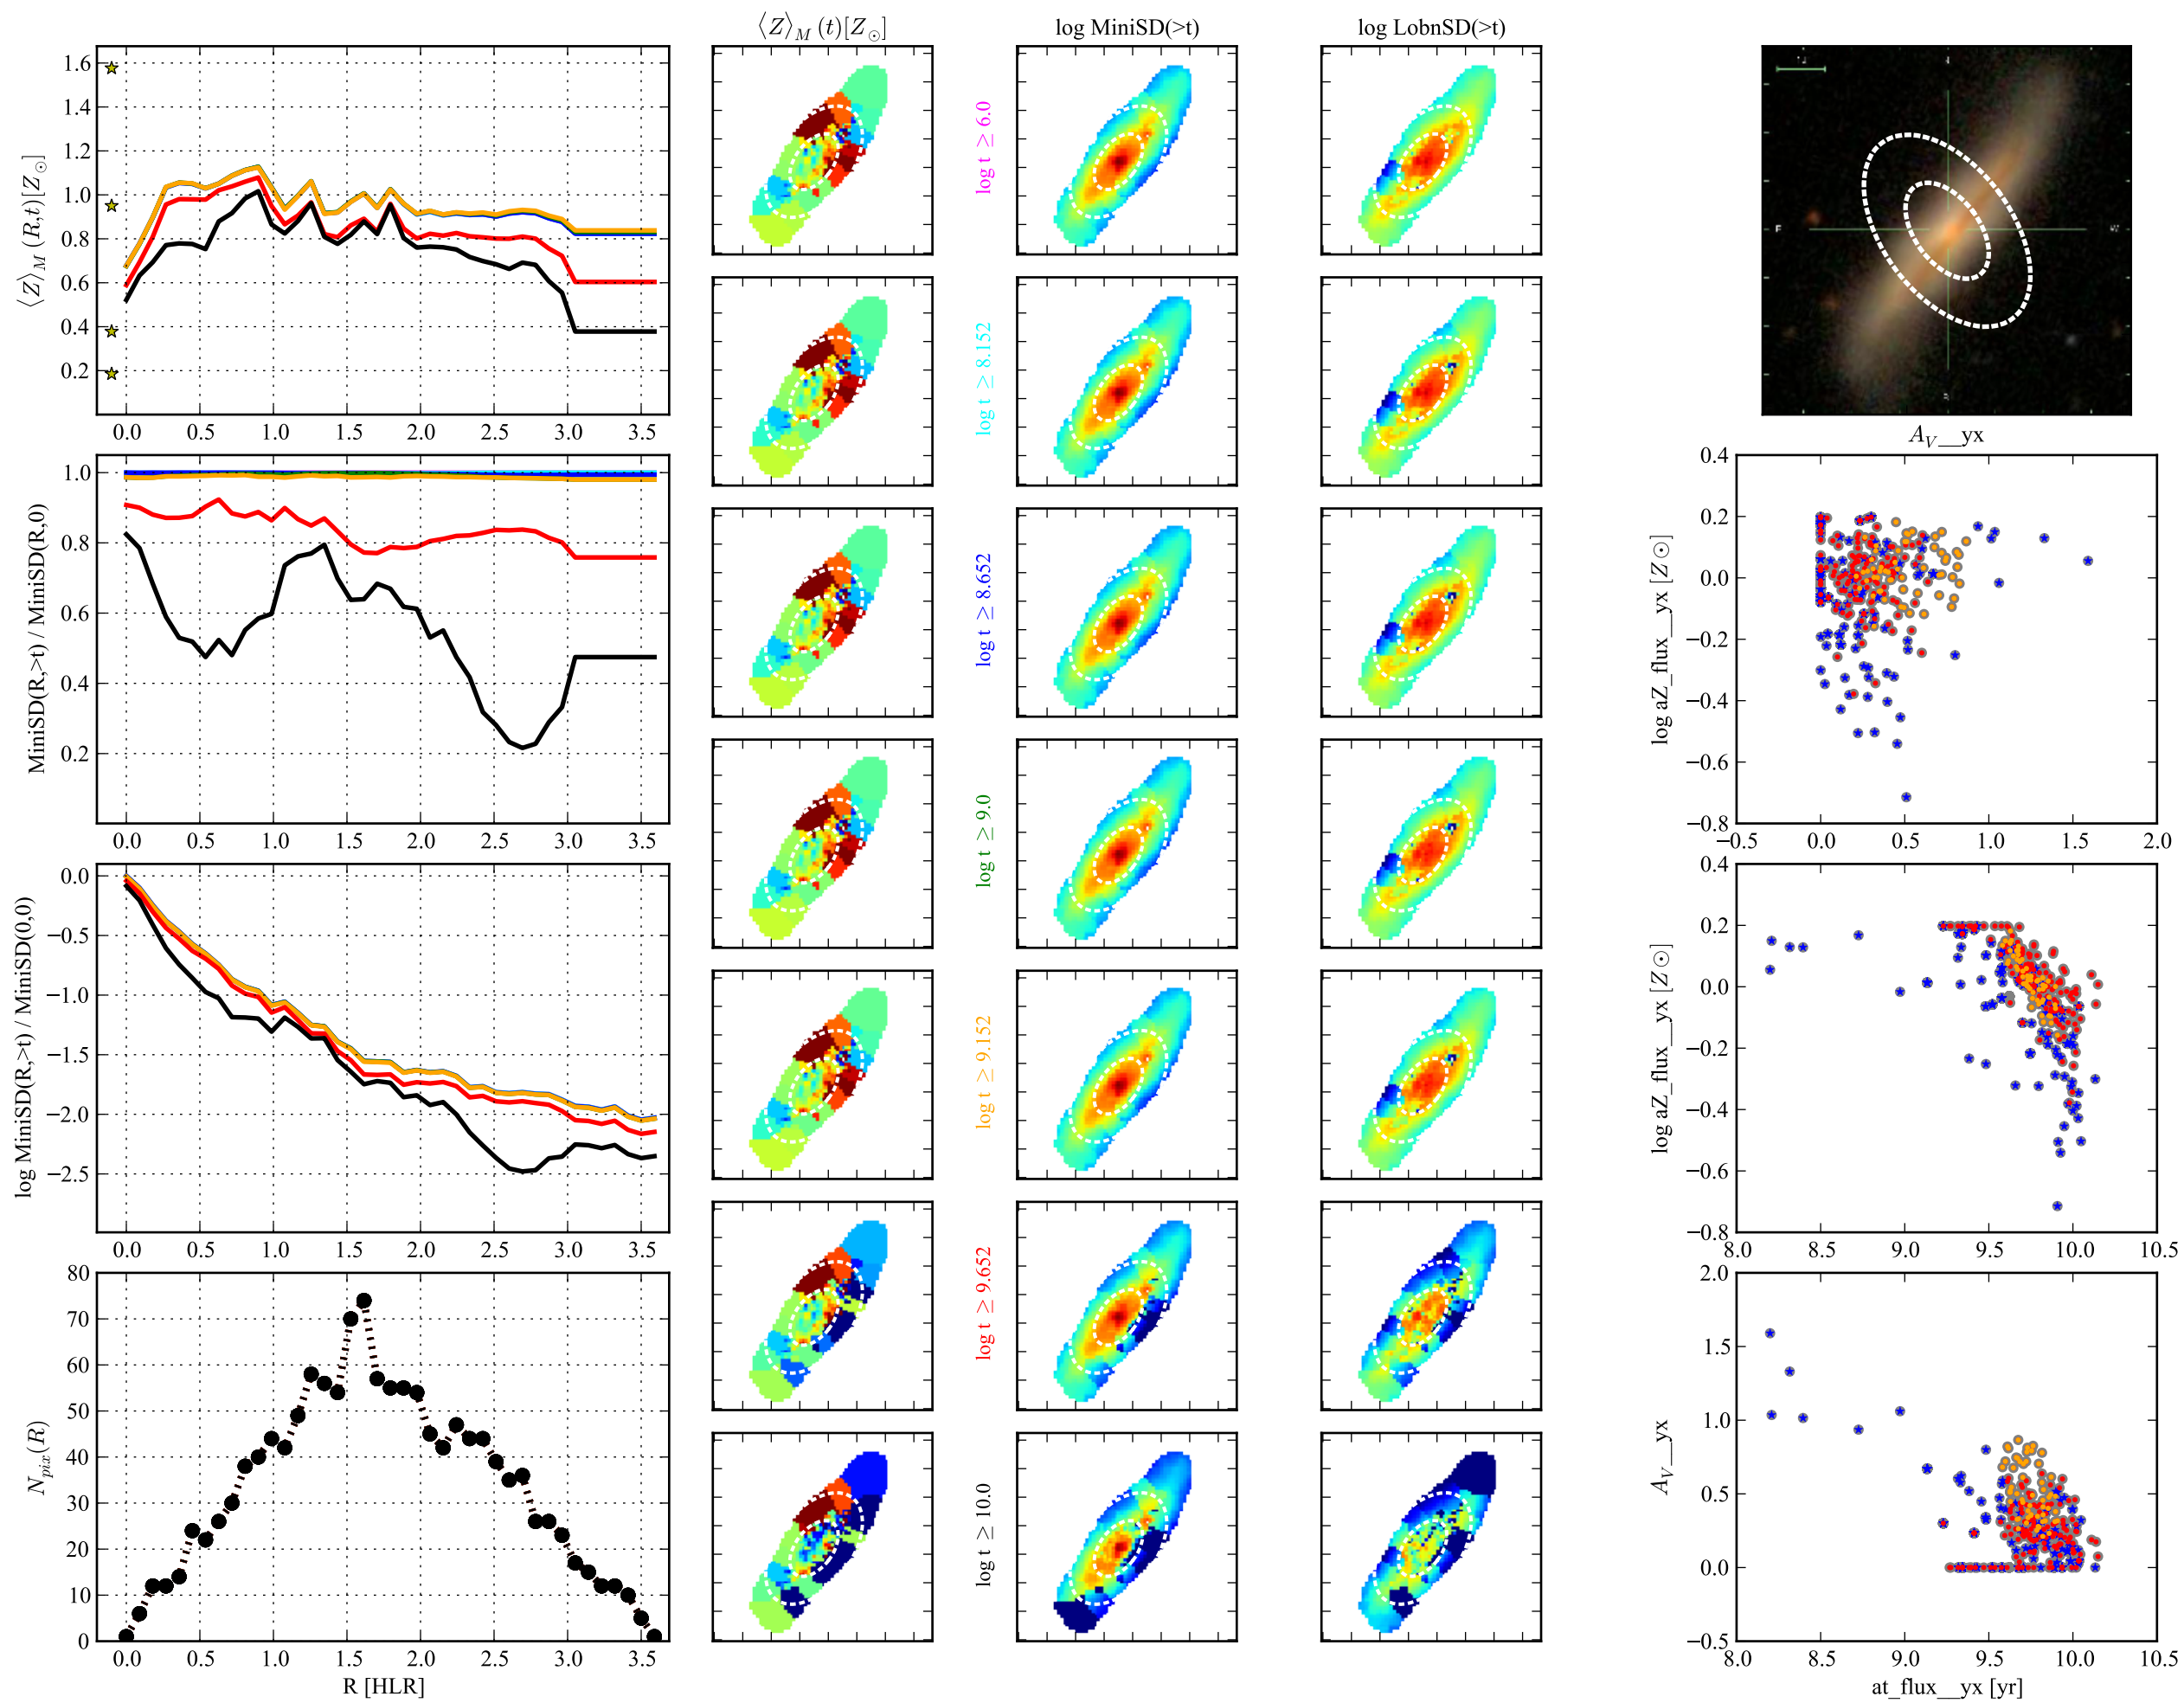 ⟨Z⟩_M (t)[Z_⊙]
log MiniSD(>t)
log LobnSD(>t)
⟨Z⟩_M (R,t)[Z_⊙]
1.6
1.4
1.2
1.0
0.8
0.6
0.4
0.2
0.0 0.5 1.0 1.5 2.0 2.5 3.0 3.5
MiniSD(R,>t) / MiniSD(R,0)
1.0
0.8
0.6
0.4
0.2
0.0 0.5 1.0 1.5 2.0 2.5 3.0 3.5
log MiniSD(R,>t) / MiniSD(0,0)
0.0
−0.5
−1.0
−1.5
−2.0
−2.5
0.0 0.5 1.0 1.5 2.0 2.5 3.0 3.5
N_pix(R)
80
70
60
50
40
30
20
10
0
0.0 0.5 1.0 1.5 2.0 2.5 3.0 3.5
R [HLR]
log t ≥ 6.0
log t ≥ 8.152
log t ≥ 8.652
log t ≥ 9.0
log t ≥ 9.152
log t ≥ 9.652
log t ≥ 10.0
A_V__yx
log aZ_flux__yx [Z⊙]
0.4
0.2
0.0
−0.2
−0.4
−0.6
−0.8
−0.5 0.0 0.5 1.0 1.5 2.0
log aZ_flux__yx [Z⊙]
0.4
0.2
0.0
−0.2
−0.4
−0.6
−0.8
8.0 8.5 9.0 9.5 10.0 10.5
A_V__yx
2.0
1.5
1.0
0.5
0.0
−0.5
8.0 8.5 9.0 9.5 10.0 10.5
at_flux__yx [yr]